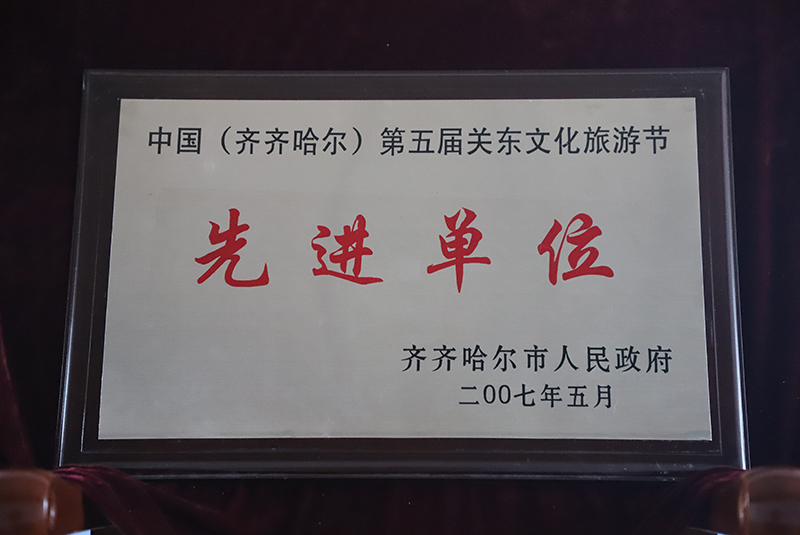 中国（齐齐哈尔）第五届关东文化旅游节
先进单位
齐齐哈尔市人民政府
二00七年五月